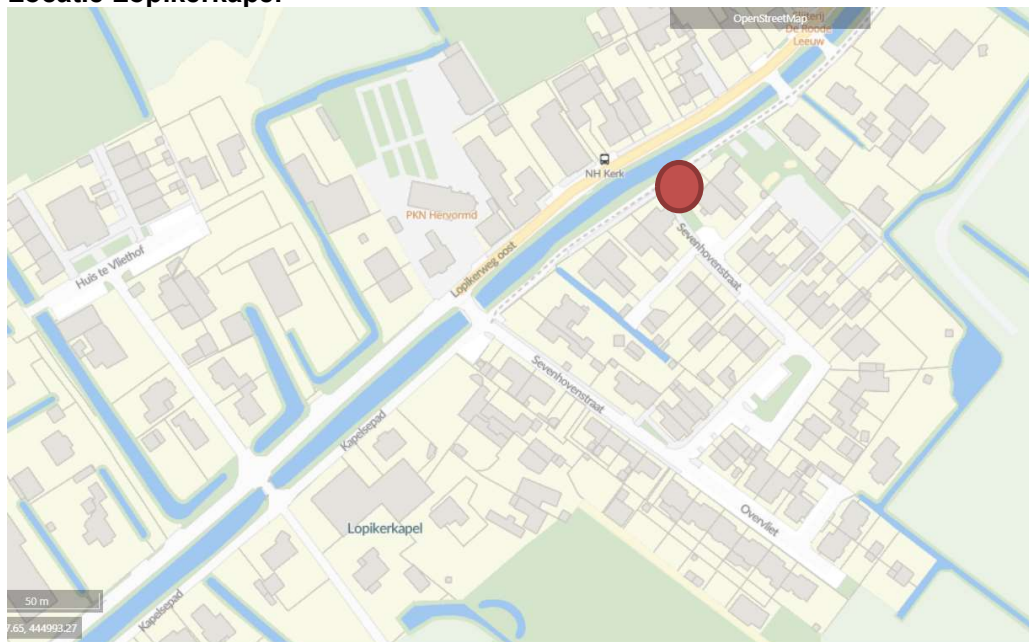 Locatie Lopikerkapel
OpenStreetMap
Slijterij
De Roode
Leeuw
NH Kerk
PKN Hervormd
Sevenhovenstraat
Huis te Vliethof
Lopikerweg oost
Sevenhovenstraat
Kapelsepad
Lopikerkapel
Overvliet
50 m
7.65, 444993.27
Kapelsepad